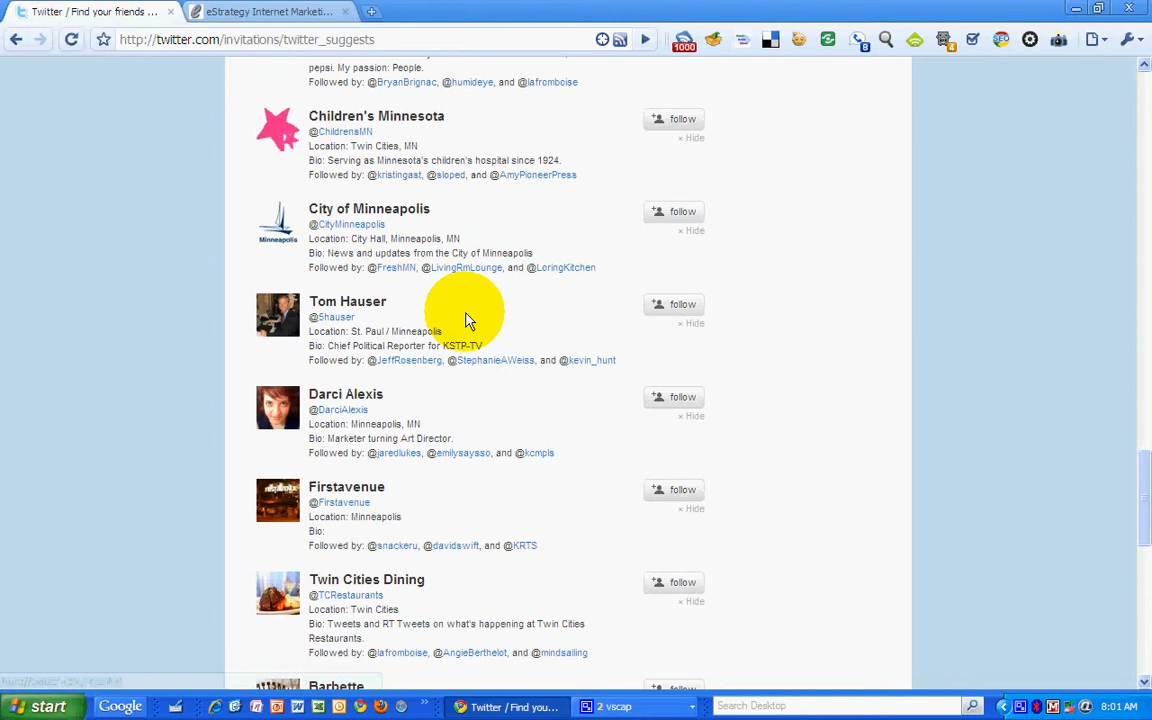 Twitter / Find your friends ...
eStrategy Internet Marketi...
http://twitter.com/invitations/twitter_suggests
1000
8
4
SEO
pepsi. My passion: People.
Followed by: @BryanBrignac, @humideye, and @lafromboise
Children's Minnesota
follow
@ChildrensMN
× Hide
Location: Twin Cities, MN
Bio: Serving as Minnesota's children's hospital since 1924.
Followed by: @kristingast, @sloped, and @AmyPioneerPress
City of Minneapolis
follow
@CityMinneapolis
× Hide
Location: City Hall, Minneapolis, MN
Bio: News and updates from the City of Minneapolis
Followed by: @FreshMN, @LivingRmLounge, and @LoringKitchen
Minneapolis
Tom Hauser
follow
@5hauser
× Hide
Location: St. Paul / Minneapolis
Bio: Chief Political Reporter for KSTP-TV
Followed by: @JeffRosenberg, @StephanieAWeiss, and @kevin_hunt
Darci Alexis
follow
@DarciAlexis
× Hide
Location: Minneapolis, MN
Bio: Marketer turning Art Director.
Followed by: @jaredlukes, @emilysaysso, and @kcmpls
Firstavenue
follow
@Firstavenue
× Hide
Location: Minneapolis
Bio:
Followed by: @snackeru, @davidswift, and @KRTS
Twin Cities Dining
follow
@TCRestaurants
× Hide
Location: Twin Cities
Bio: Tweets and RT Tweets on what's happening at Twin Cities
Restaurants.
Followed by: @lafromboise, @AngieBerthelot, and @mindsailing
Barbette
follow
start
Google
Twitter / Find you...
2 vscap
Search Desktop
8:01 AM